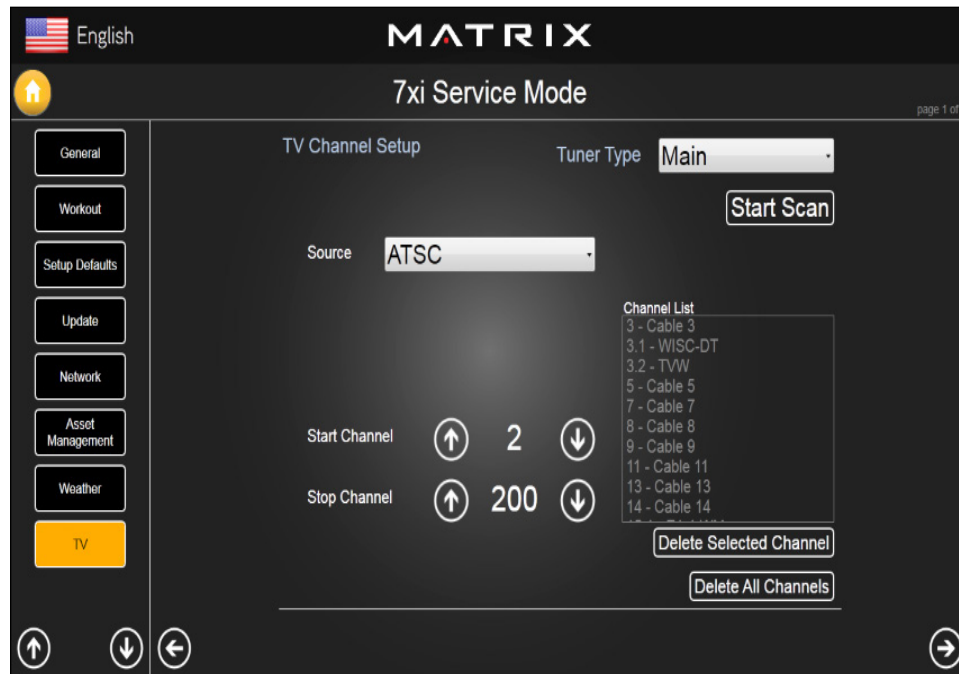 English
MATRIX
7xi Service Mode
page 1 of
General
Workout
Setup Defaults
Update
Network
Asset
Management
Weather
TV
TV Channel Setup
Tuner Type Main
Start Scan
Source ATSC
Channel List
3 - Cable 3
3.1 - WISC-DT
3.2 - TVW
5 - Cable 5
7 - Cable 7
8 - Cable 8
9 - Cable 9
11 - Cable 11
13 - Cable 13
14 - Cable 14
Start Channel 2
Stop Channel 200
Delete Selected Channel
Delete All Channels